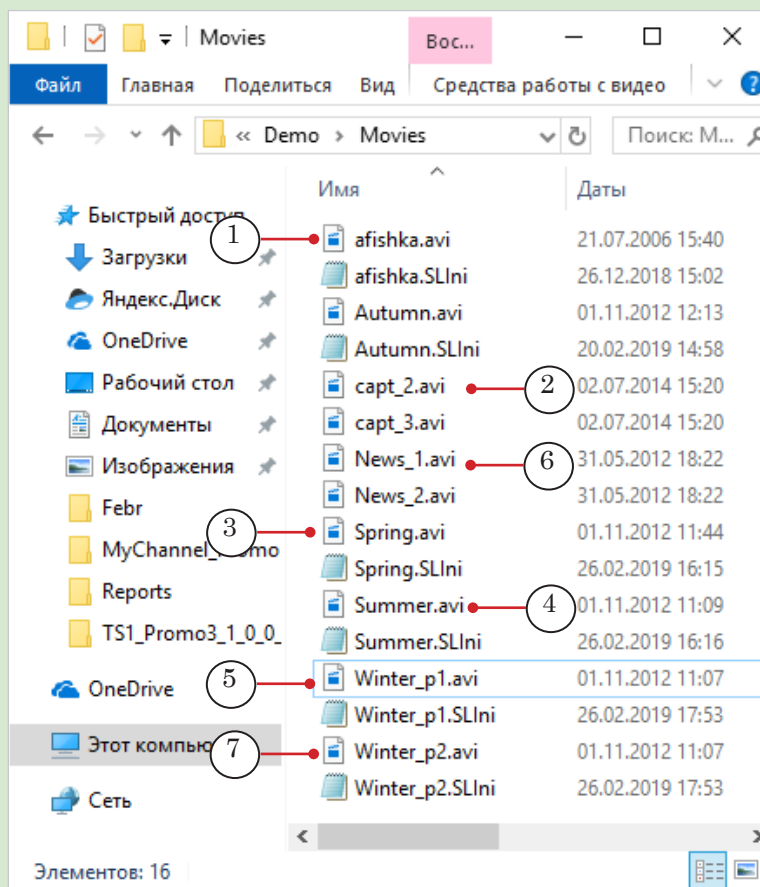 Movies
Вос...
Файл Главная Поделиться Вид Средства работы с видео
« Demo › Movies
Поиск: М...
Имя Даты
Быстрый доступ
Загрузки
Яндекс.Диск
OneDrive
Рабочий стол
Документы
Изображения
Febr
MyChannel_Promo
Reports
TS1_Promo3_1_0_0_
OneDrive
Этот компью
Сеть
1 afishka.avi 21.07.2006 15:40
afishka.SLIni 26.12.2018 15:02
Autumn.avi 01.11.2012 12:13
Autumn.SLIni 20.02.2019 14:58
capt_2.avi 2 02.07.2014 15:20
capt_3.avi 02.07.2014 15:20
News_1.avi 6 31.05.2012 18:22
News_2.avi 31.05.2012 18:22
3 Spring.avi 01.11.2012 11:44
Spring.SLIni 26.02.2019 16:15
Summer.avi 4 01.11.2012 11:09
Summer.SLIni 26.02.2019 16:16
5 Winter_p1.avi 01.11.2012 11:07
Winter_p1.SLIni 26.02.2019 17:53
7 Winter_p2.avi 01.11.2012 11:07
Winter_p2.SLIni 26.02.2019 17:53
Элементов: 16